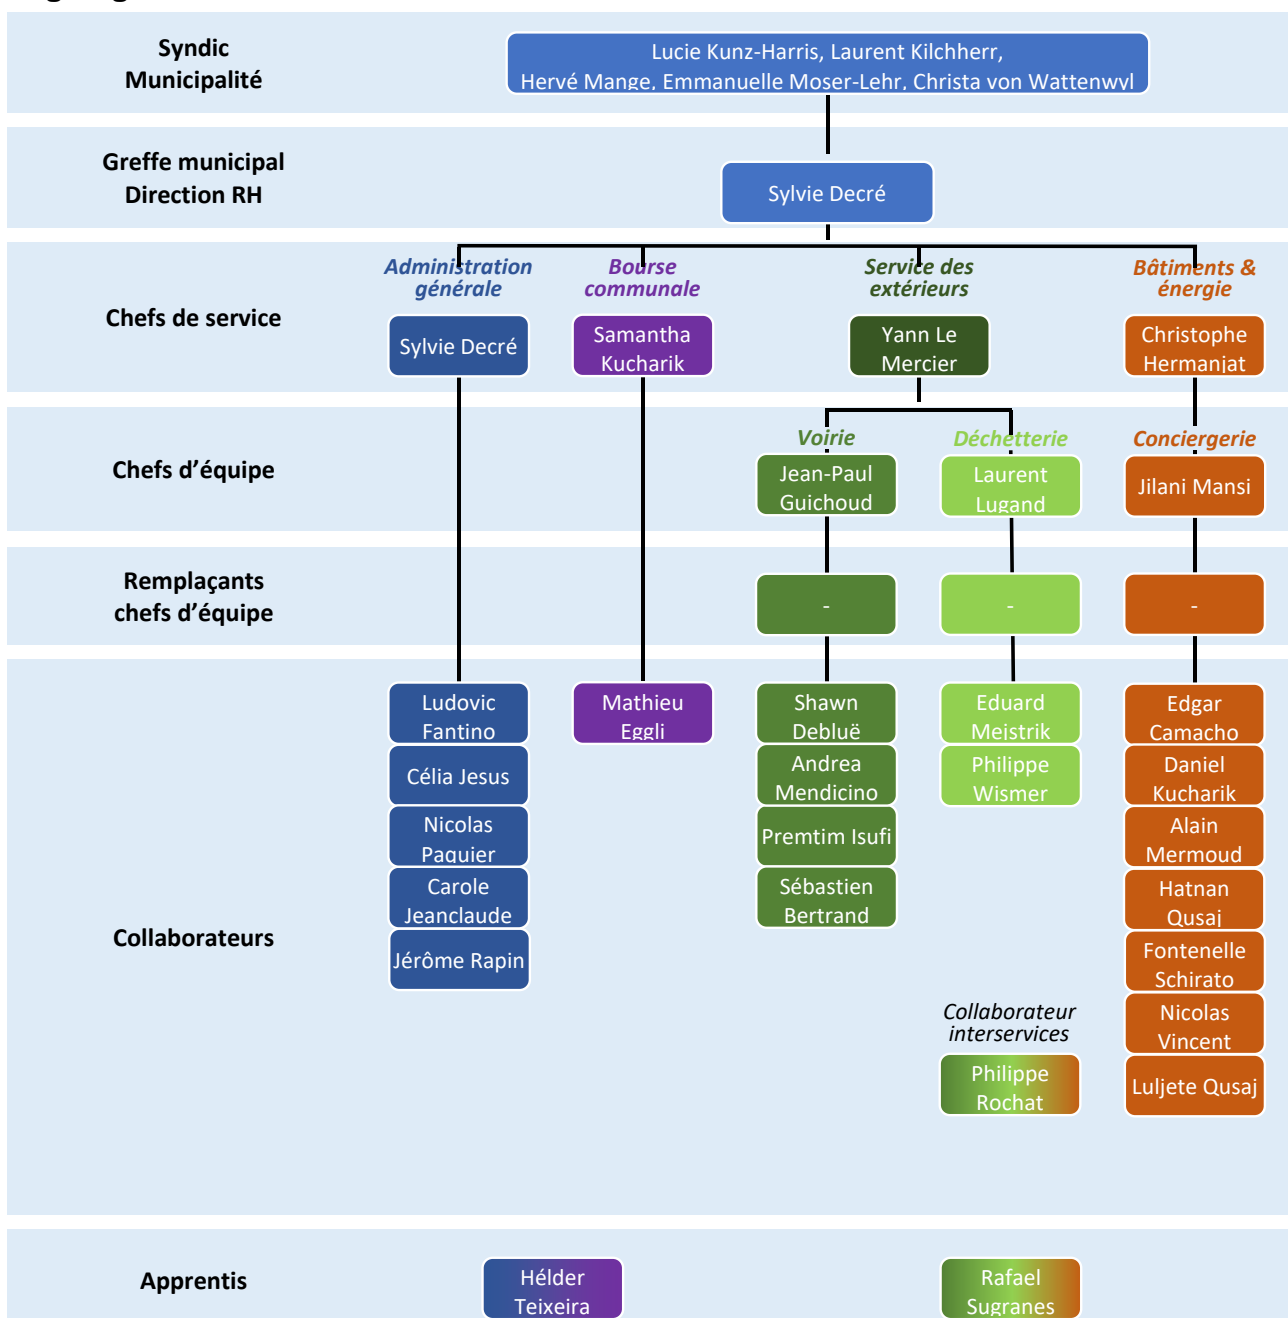 Syndic
Municipalité
Lucie Kunz-Harris, Laurent Kilchherr,
Hervé Mange, Emmanuelle Moser-Lehr, Christa von Wattenwyl
Greffe municipal
Direction RH
Sylvie Decré
Chefs de service
Administration
générale
Sylvie Decré
Bourse
communale
Samantha
Kucharik
Service des
extérieurs
Yann Le
Mercier
Bâtiments &
énergie
Christophe
Hermanjat
Chefs d’équipe
Voirie
Jean-Paul
Guichoud
Déchetterie
Laurent
Lugand
Conciergerie
Jilani Mansi
Remplaçants
chefs d’équipe
-
-
-
Collaborateurs
Ludovic
Fantino
Célia Jesus
Nicolas
Paquier
Carole
Jeanclaude
Jérôme Rapin
Mathieu
Eggli
Shawn
Debluë
Andrea
Mendicino
Premtim Isufi
Sébastien
Bertrand
Eduard
Mejstrik
Philippe
Wismer
Collaborateur
interservices
Philippe
Rochat
Edgar
Camacho
Daniel
Kucharik
Alain
Mermoud
Hatnan
Qusaj
Fontenelle
Schirato
Nicolas
Vincent
Luljete Qusaj
Apprentis
Hélder
Teixeira
Rafael
Sugranes